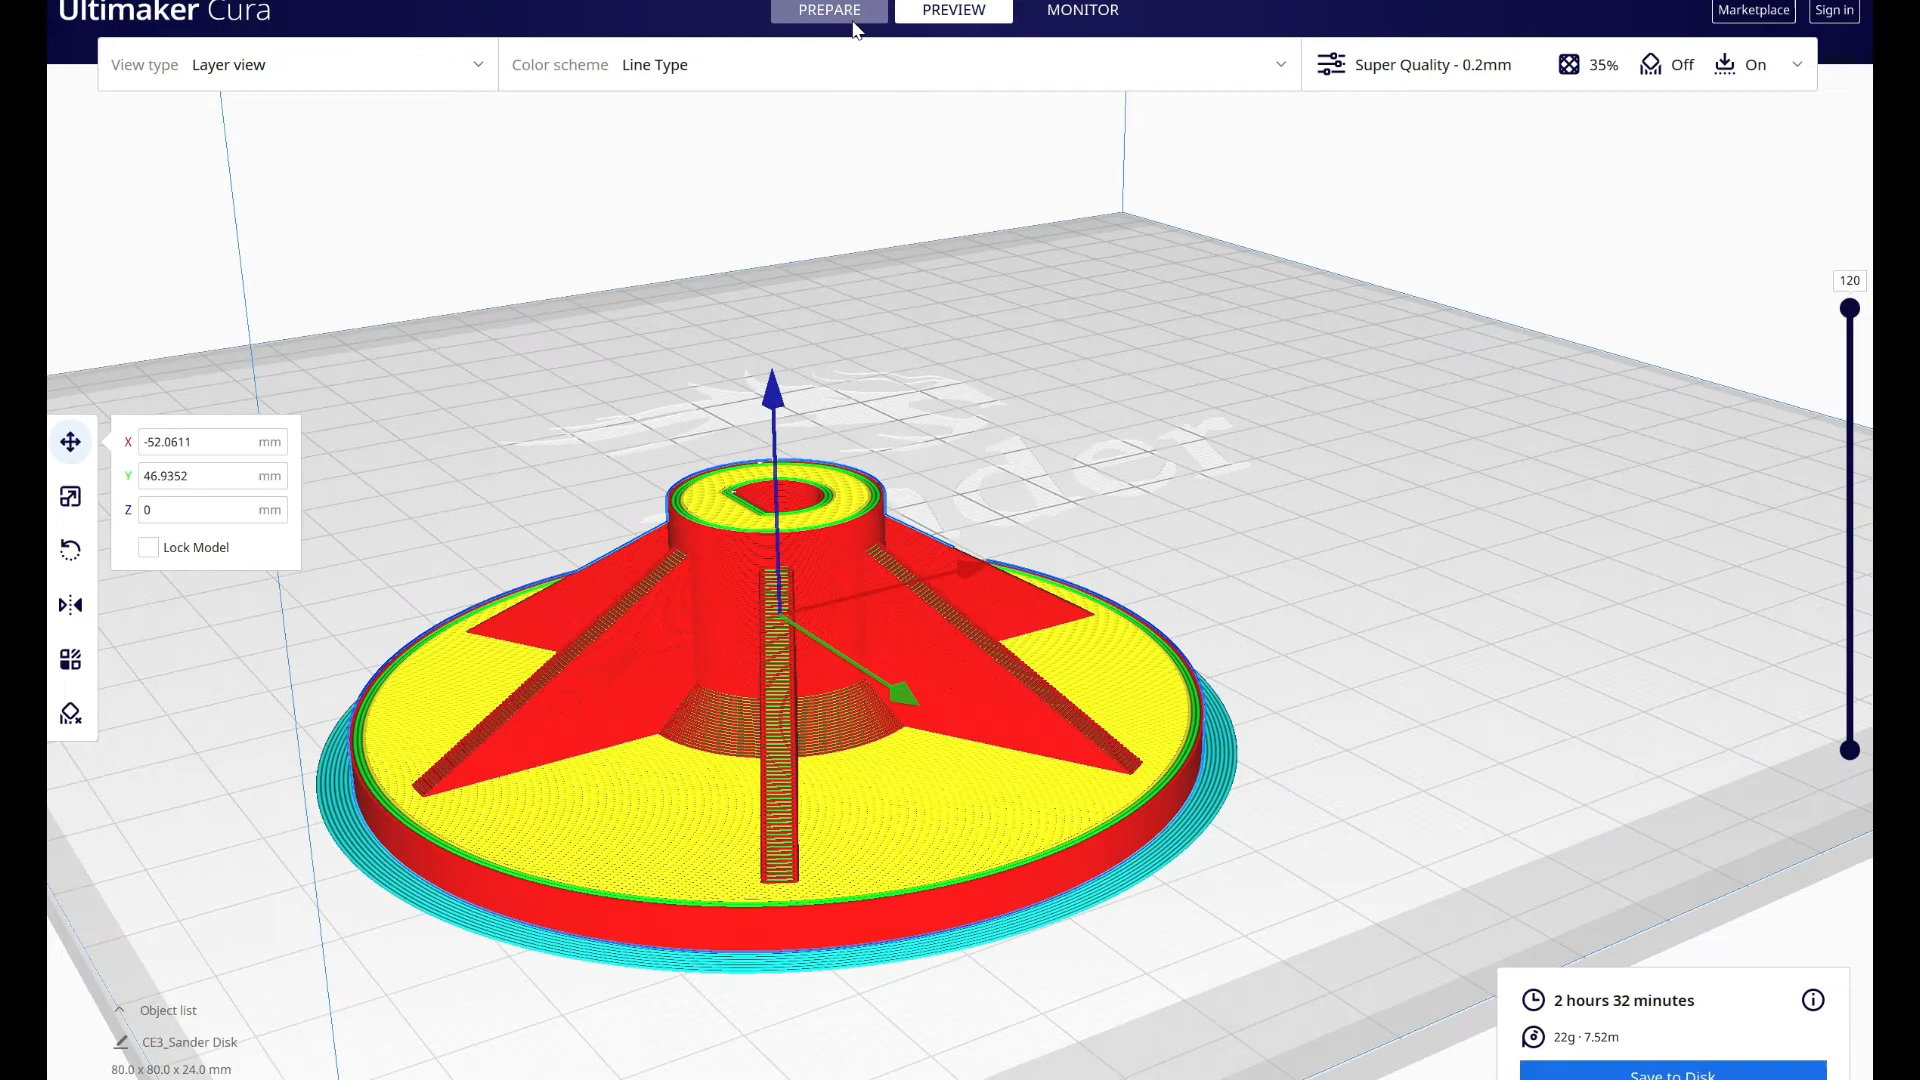 Ultimaker Cura
PREPARE
PREVIEW
MONITOR
Marketplace
Sign in
View type Layer view
Color scheme Line Type
Super Quality - 0.2mm
35%
Off
On
120
X -52.0611 mm
Y 46.9352 mm
Z 0 mm
Lock Model
nder
Object list
CE3_Sander Disk
80.0 x 80.0 x 24.0 mm
2 hours 32 minutes
22g · 7.52m
Save to Disk